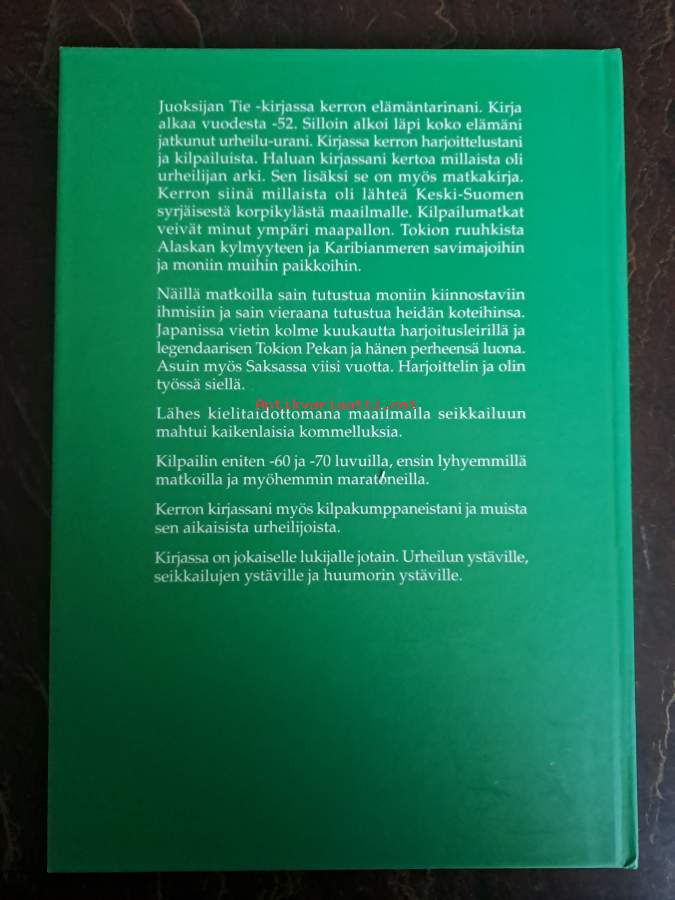 Juoksijan Tie -kirjassa kerron elämäntarinani. Kirja
alkaa vuodesta -52. Silloin alkoi läpi koko elämäni
jatkunut urheilu-urani. Kirjassa kerron harjoittelustani
ja kilpailuista. Haluan kirjassani kertoa millaista oli
urheilijan arki. Sen lisäksi se on myös matkakirja.
Kerron siinä millaista oli lähteä Keski-Suomen
syrjäisestä korpikylästä maailmalle. Kilpailumatkat
veivät minut ympäri maapallon. Tokion ruuhkista
Alaskan kylmyyteen ja Karibianmeren savimajoihin
ja moniin muihin paikkoihin.
Näillä matkoilla sain tutustua moniin kiinnostaviin
ihmisiin ja sain vieraana tutustua heidän koteihinsa.
Japanissa vietin kolme kuukautta harjoitusleirillä ja
legendaarisen Tokion Pekan ja hänen perheensä luona.
Asuin myös Saksassa viisi vuotta. Harjoittelin ja olin
työssä siellä.
Antikvariaatti.net
Lähes kielitaidottomana maailmalla seikkailuun
mahtui kaikenlaisia kommelluksia.
Kilpailin eniten -60 ja -70 luvuilla, ensin lyhyemmillä
matkoilla ja myöhemmin maratoneilla.
Kerron kirjassani myös kilpakumppaneistani ja muista
sen aikaisista urheilijoista.
Kirjassa on jokaiselle lukijalle jotain. Urheilun ystäville,
seikkailujen ystäville ja huumorin ystäville.